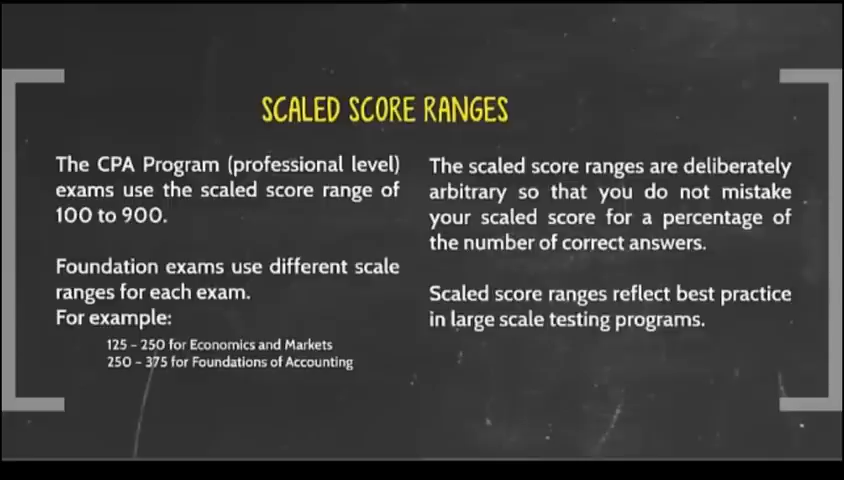 SCALED SCORE RANGES
The CPA Program (professional level)
exams use the scaled score range of
100 to 900.
Foundation exams use different scale
ranges for each exam.
For example:
125 – 250 for Economics and Markets
250 – 375 for Foundations of Accounting
The scaled score ranges are deliberately
arbitrary so that you do not mistake
your scaled score for a percentage of
the number of correct answers.
Scaled score ranges reflect best practice
in large scale testing programs.